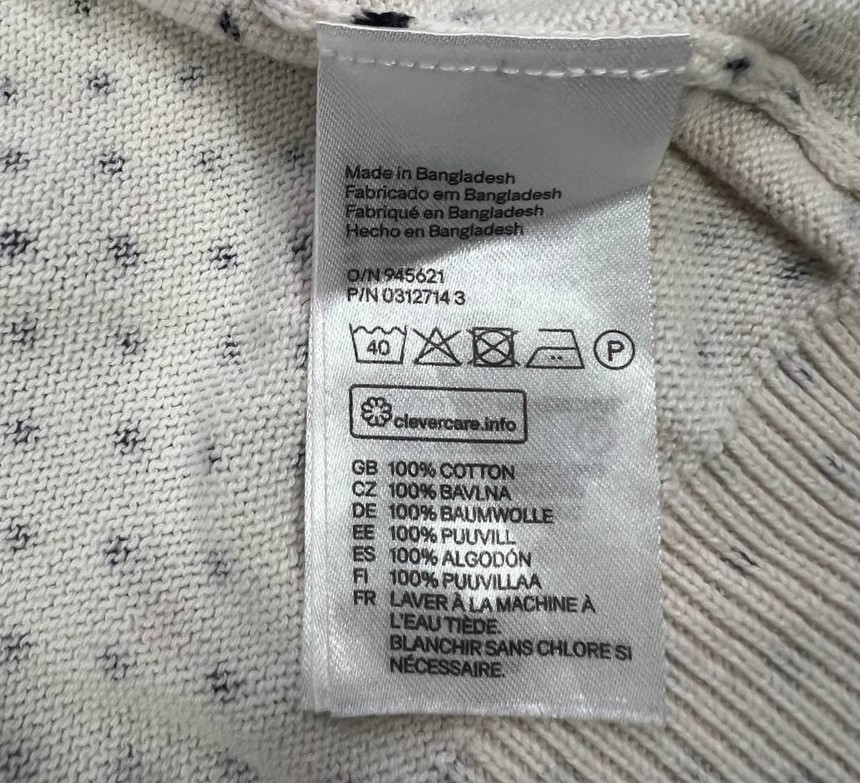 Made in Bangladesh
Fabricado em Bangladesh
Fabriqué en Bangladesh
Hecho en Bangladesh
O/N 945621
P/N 0312714 3
40 P
clevercare.info
GB 100% COTTON
CZ 100% BAVLNA
DE 100% BAUMWOLLE
EE 100% PUUVILL
ES 100% ALGODÓN
FI 100% PUUVILLAA
FR LAVER À LA MACHINE À
L'EAU TIÈDE.
BLANCHIR SANS CHLORE SI
NÉCESSAIRE.